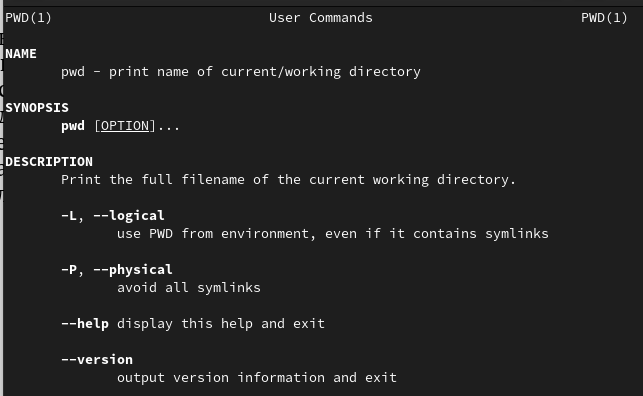 PWD(1) User Commands PWD(1)
NAME
pwd - print name of current/working directory
SYNOPSIS
pwd [OPTION]...
DESCRIPTION
Print the full filename of the current working directory.
-L, --logical
use PWD from environment, even if it contains symlinks
-P, --physical
avoid all symlinks
--help display this help and exit
--version
output version information and exit